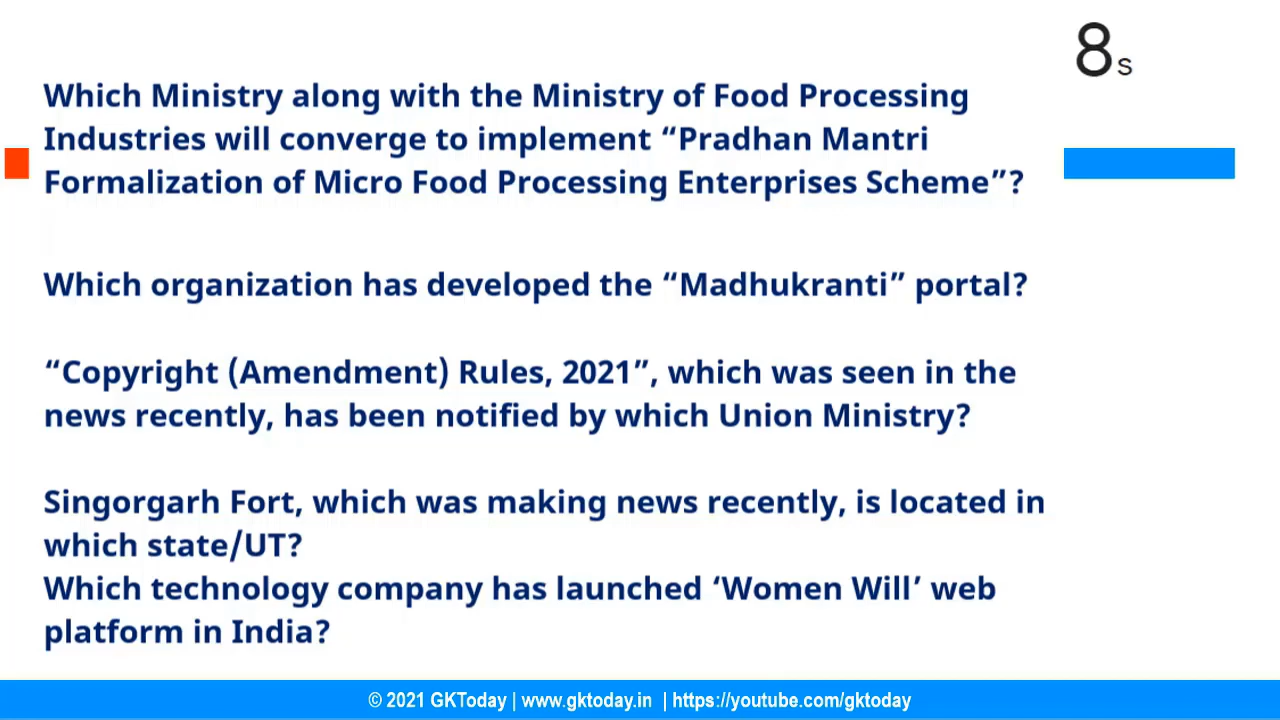 8s
Which Ministry along with the Ministry of Food Processing
Industries will converge to implement “Pradhan Mantri
Formalization of Micro Food Processing Enterprises Scheme”?
Which organization has developed the “Madhukranti” portal?
“Copyright (Amendment) Rules, 2021”, which was seen in the
news recently, has been notified by which Union Ministry?
Singorgarh Fort, which was making news recently, is located in
which state/UT?
Which technology company has launched ‘Women Will’ web
platform in India?
© 2021 GKToday | www.gktoday.in | https://youtube.com/gktoday